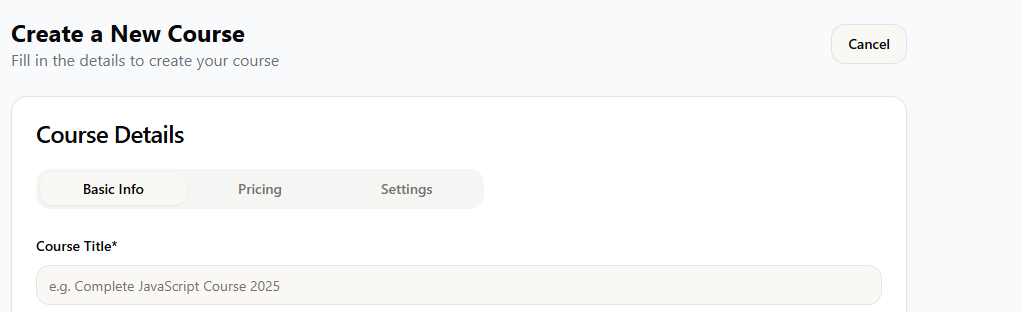 Create a New Course
Fill in the details to create your course
Cancel
Course Details
Basic Info Pricing Settings
Course Title*
e.g. Complete JavaScript Course 2025